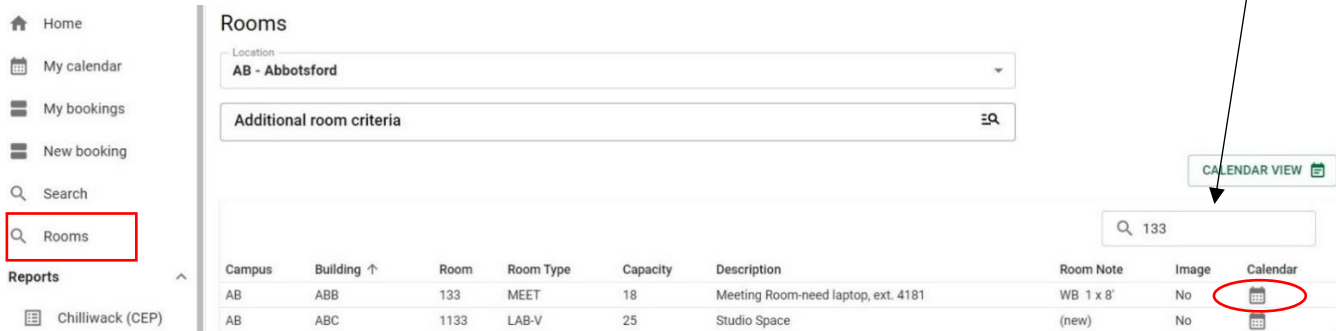 Home
My calendar
My bookings
New booking
Search
Rooms
Reports
Chilliwack (CEP)
Rooms
Location
AB - Abbotsford
Additional room criteria
CALENDAR VIEW
133
Campus Building ↑ Room Room Type Capacity Description Room Note Image Calendar
AB ABB 133 MEET 18 Meeting Room-need laptop, ext. 4181 WB 1 x 8' No
AB ABC 1133 LAB-V 25 Studio Space (new) No